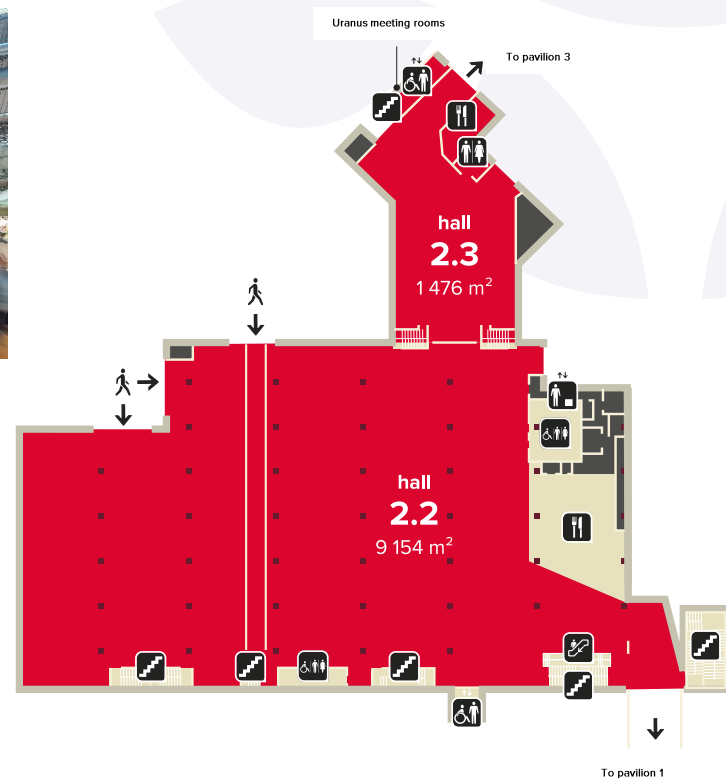 Uranus meeting rooms
To pavilion 3
hall
2.3
1 476 m²
hall
2.2
9 154 m²
To pavilion 1